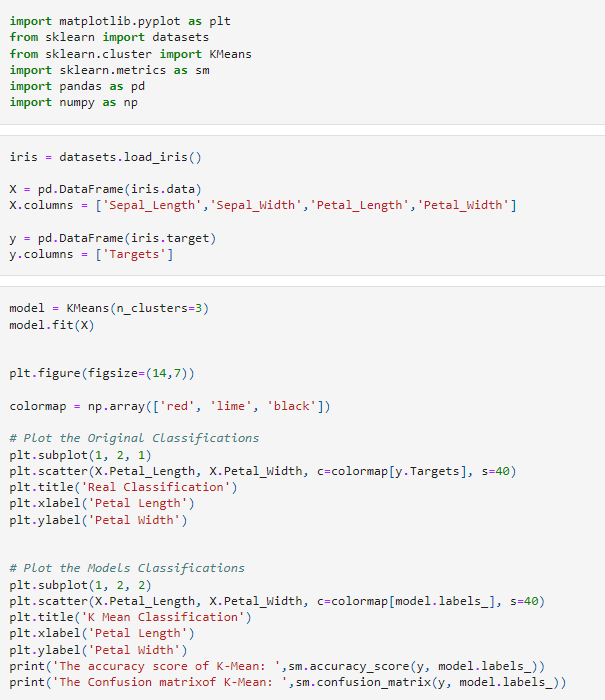 import matplotlib.pyplot as plt
from sklearn import datasets
from sklearn.cluster import KMeans
import sklearn.metrics as sm
import pandas as pd
import numpy as np
iris = datasets.load_iris()
X = pd.DataFrame(iris.data)
X.columns = ['Sepal_Length','Sepal_Width','Petal_Length','Petal_Width']
y = pd.DataFrame(iris.target)
y.columns = ['Targets']
model = KMeans(n_clusters=3)
model.fit(X)
plt.figure(figsize=(14,7))
colormap = np.array(['red', 'lime', 'black'])
# Plot the Original Classifications
plt.subplot(1, 2, 1)
plt.scatter(X.Petal_Length, X.Petal_Width, c=colormap[y.Targets], s=40)
plt.title('Real Classification')
plt.xlabel('Petal Length')
plt.ylabel('Petal Width')
# Plot the Models Classifications
plt.subplot(1, 2, 2)
plt.scatter(X.Petal_Length, X.Petal_Width, c=colormap[model.labels_], s=40)
plt.title('K Mean Classification')
plt.xlabel('Petal Length')
plt.ylabel('Petal Width')
print('The accuracy score of K-Mean: ',sm.accuracy_score(y, model.labels_))
print('The Confusion matrixof K-Mean: ',sm.confusion_matrix(y, model.labels_))